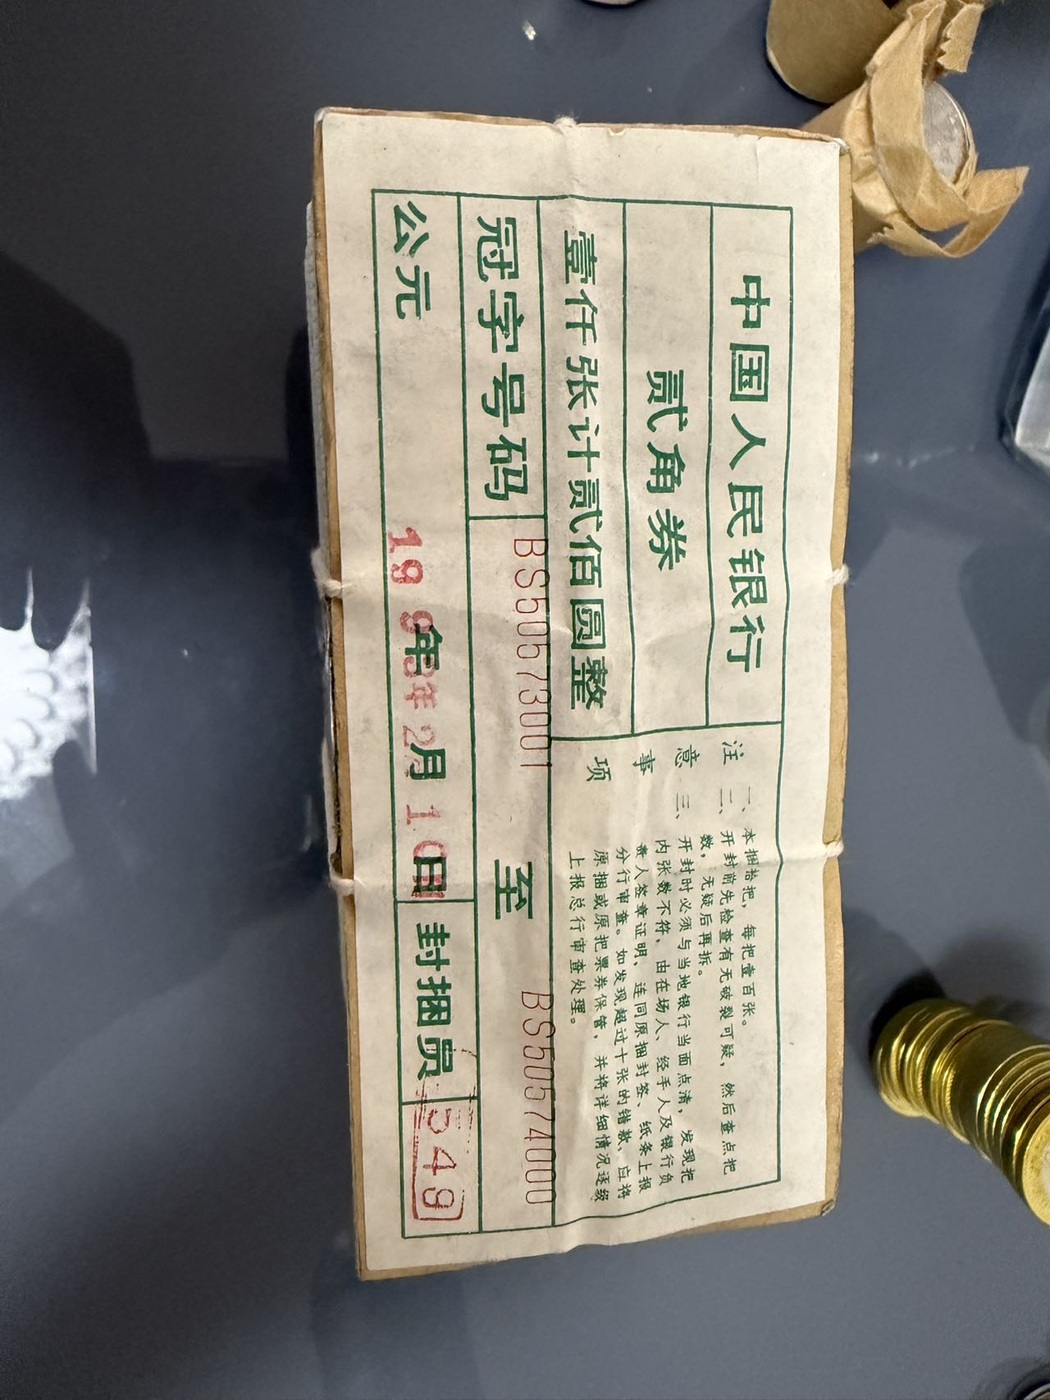 中国人民银行
贰角券
壹仟张计贰佰圆整
冠字号码 BS50573001 至 BS50574000
公元 年 2月 10日 封捆员 549
注意事项
一、本捆拾把，每把壹百张。
二、开封前先检查有无破裂可疑，然后查点把
数，无疑后再拆。
三、开封时必须与当地银行当面点清，发现把
内张数不符，由在场人、经手人及银行负
责人签章证明，连同原捆封签、纸条上报
分行审查。如发现超过十张的错款，应将
原捆或原把票券保管，并将详细情况逐级
上报总行审查处理。